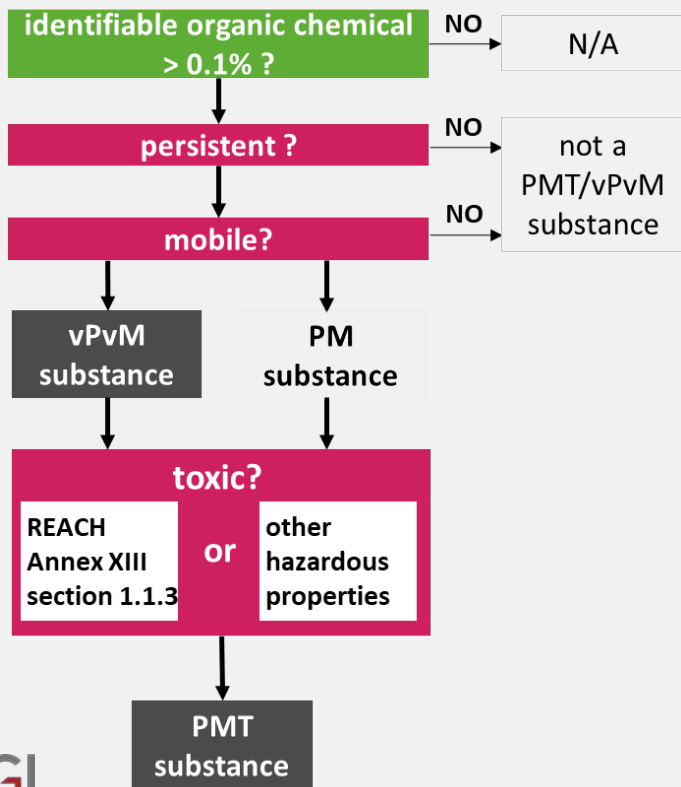 identifiable organic chemical
> 0.1% ?
NO
N/A
persistent ?
NO
not a
PMT/vPvM
substance
mobile?
NO
vPvM
substance
PM
substance
toxic?
REACH
Annex XIII
section 1.1.3
or
other
hazardous
properties
PMT
substance